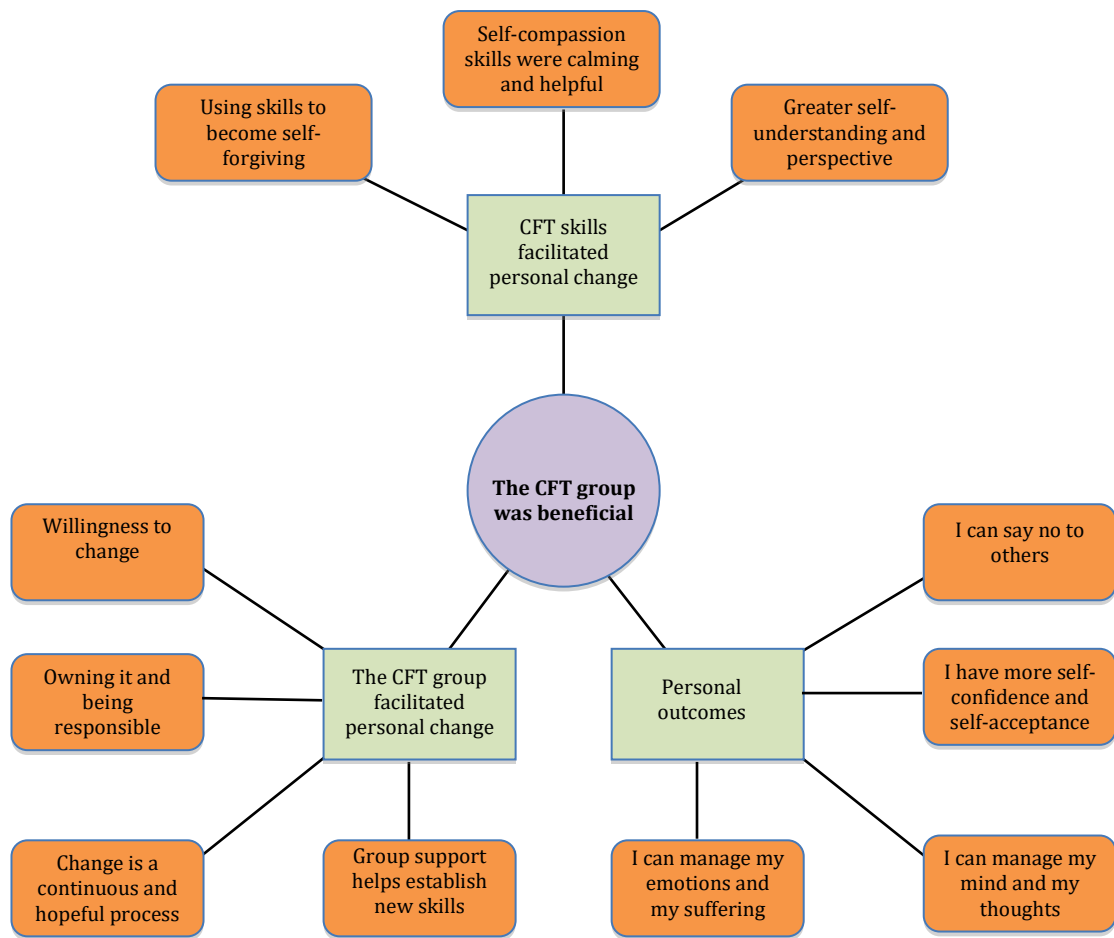 Self-compassion
skills were calming
and helpful
Using skills to
become self-
forgiving
Greater self-
understanding and
perspective
CFT skills
facilitated
personal change
The CFT group
was beneficial
Willingness to
change
I can say no to
others
Owning it and
being
responsible
The CFT group
facilitated
personal change
Personal
outcomes
I have more self-
confidence and
self-acceptance
Change is a
continuous and
hopeful process
Group support
helps establish
new skills
I can manage my
emotions and
my suffering
I can manage my
mind and my
thoughts